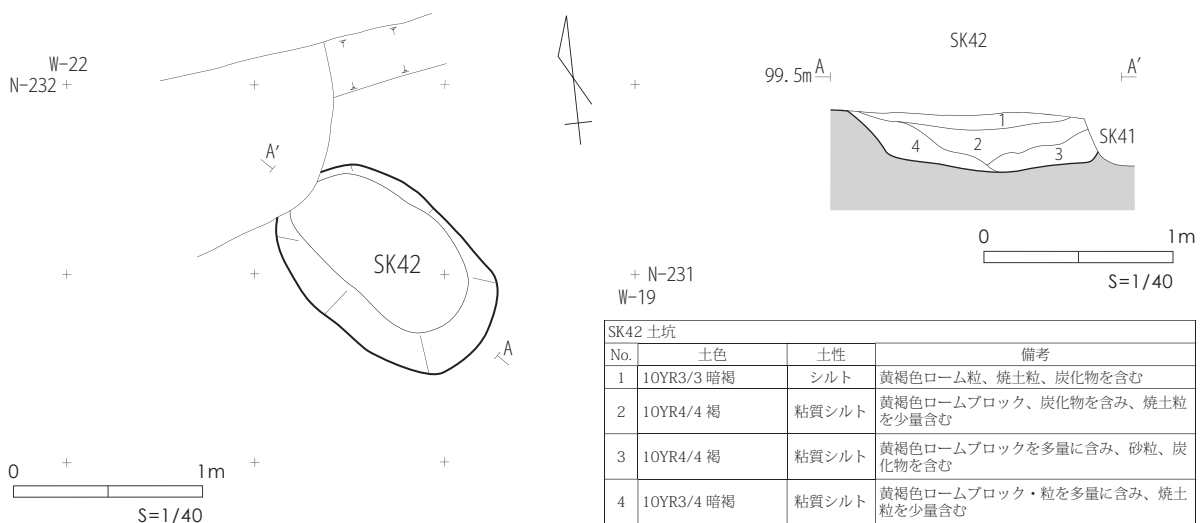 W-22
N-232
A′
SK42
A
0 1m
S=1/40
SK42
99.5m A A′
1
2
3
4
SK41
0 1m
S=1/40
N-231
W-19
SK42 土坑
No. 土色 土性 備考
1 10YR3/3 暗褐 シルト 黄褐色ローム粒、焼土粒、炭化物を含む
2 10YR4/4 褐 粘質シルト 黄褐色ロームブロック、炭化物を含み、焼土粒
を少量含む
3 10YR4/4 褐 粘質シルト 黄褐色ロームブロックを多量に含み、砂粒、炭
化物を含む
4 10YR3/4 暗褐 粘質シルト 黄褐色ロームブロック・粒を多量に含み、焼土
粒を少量含む